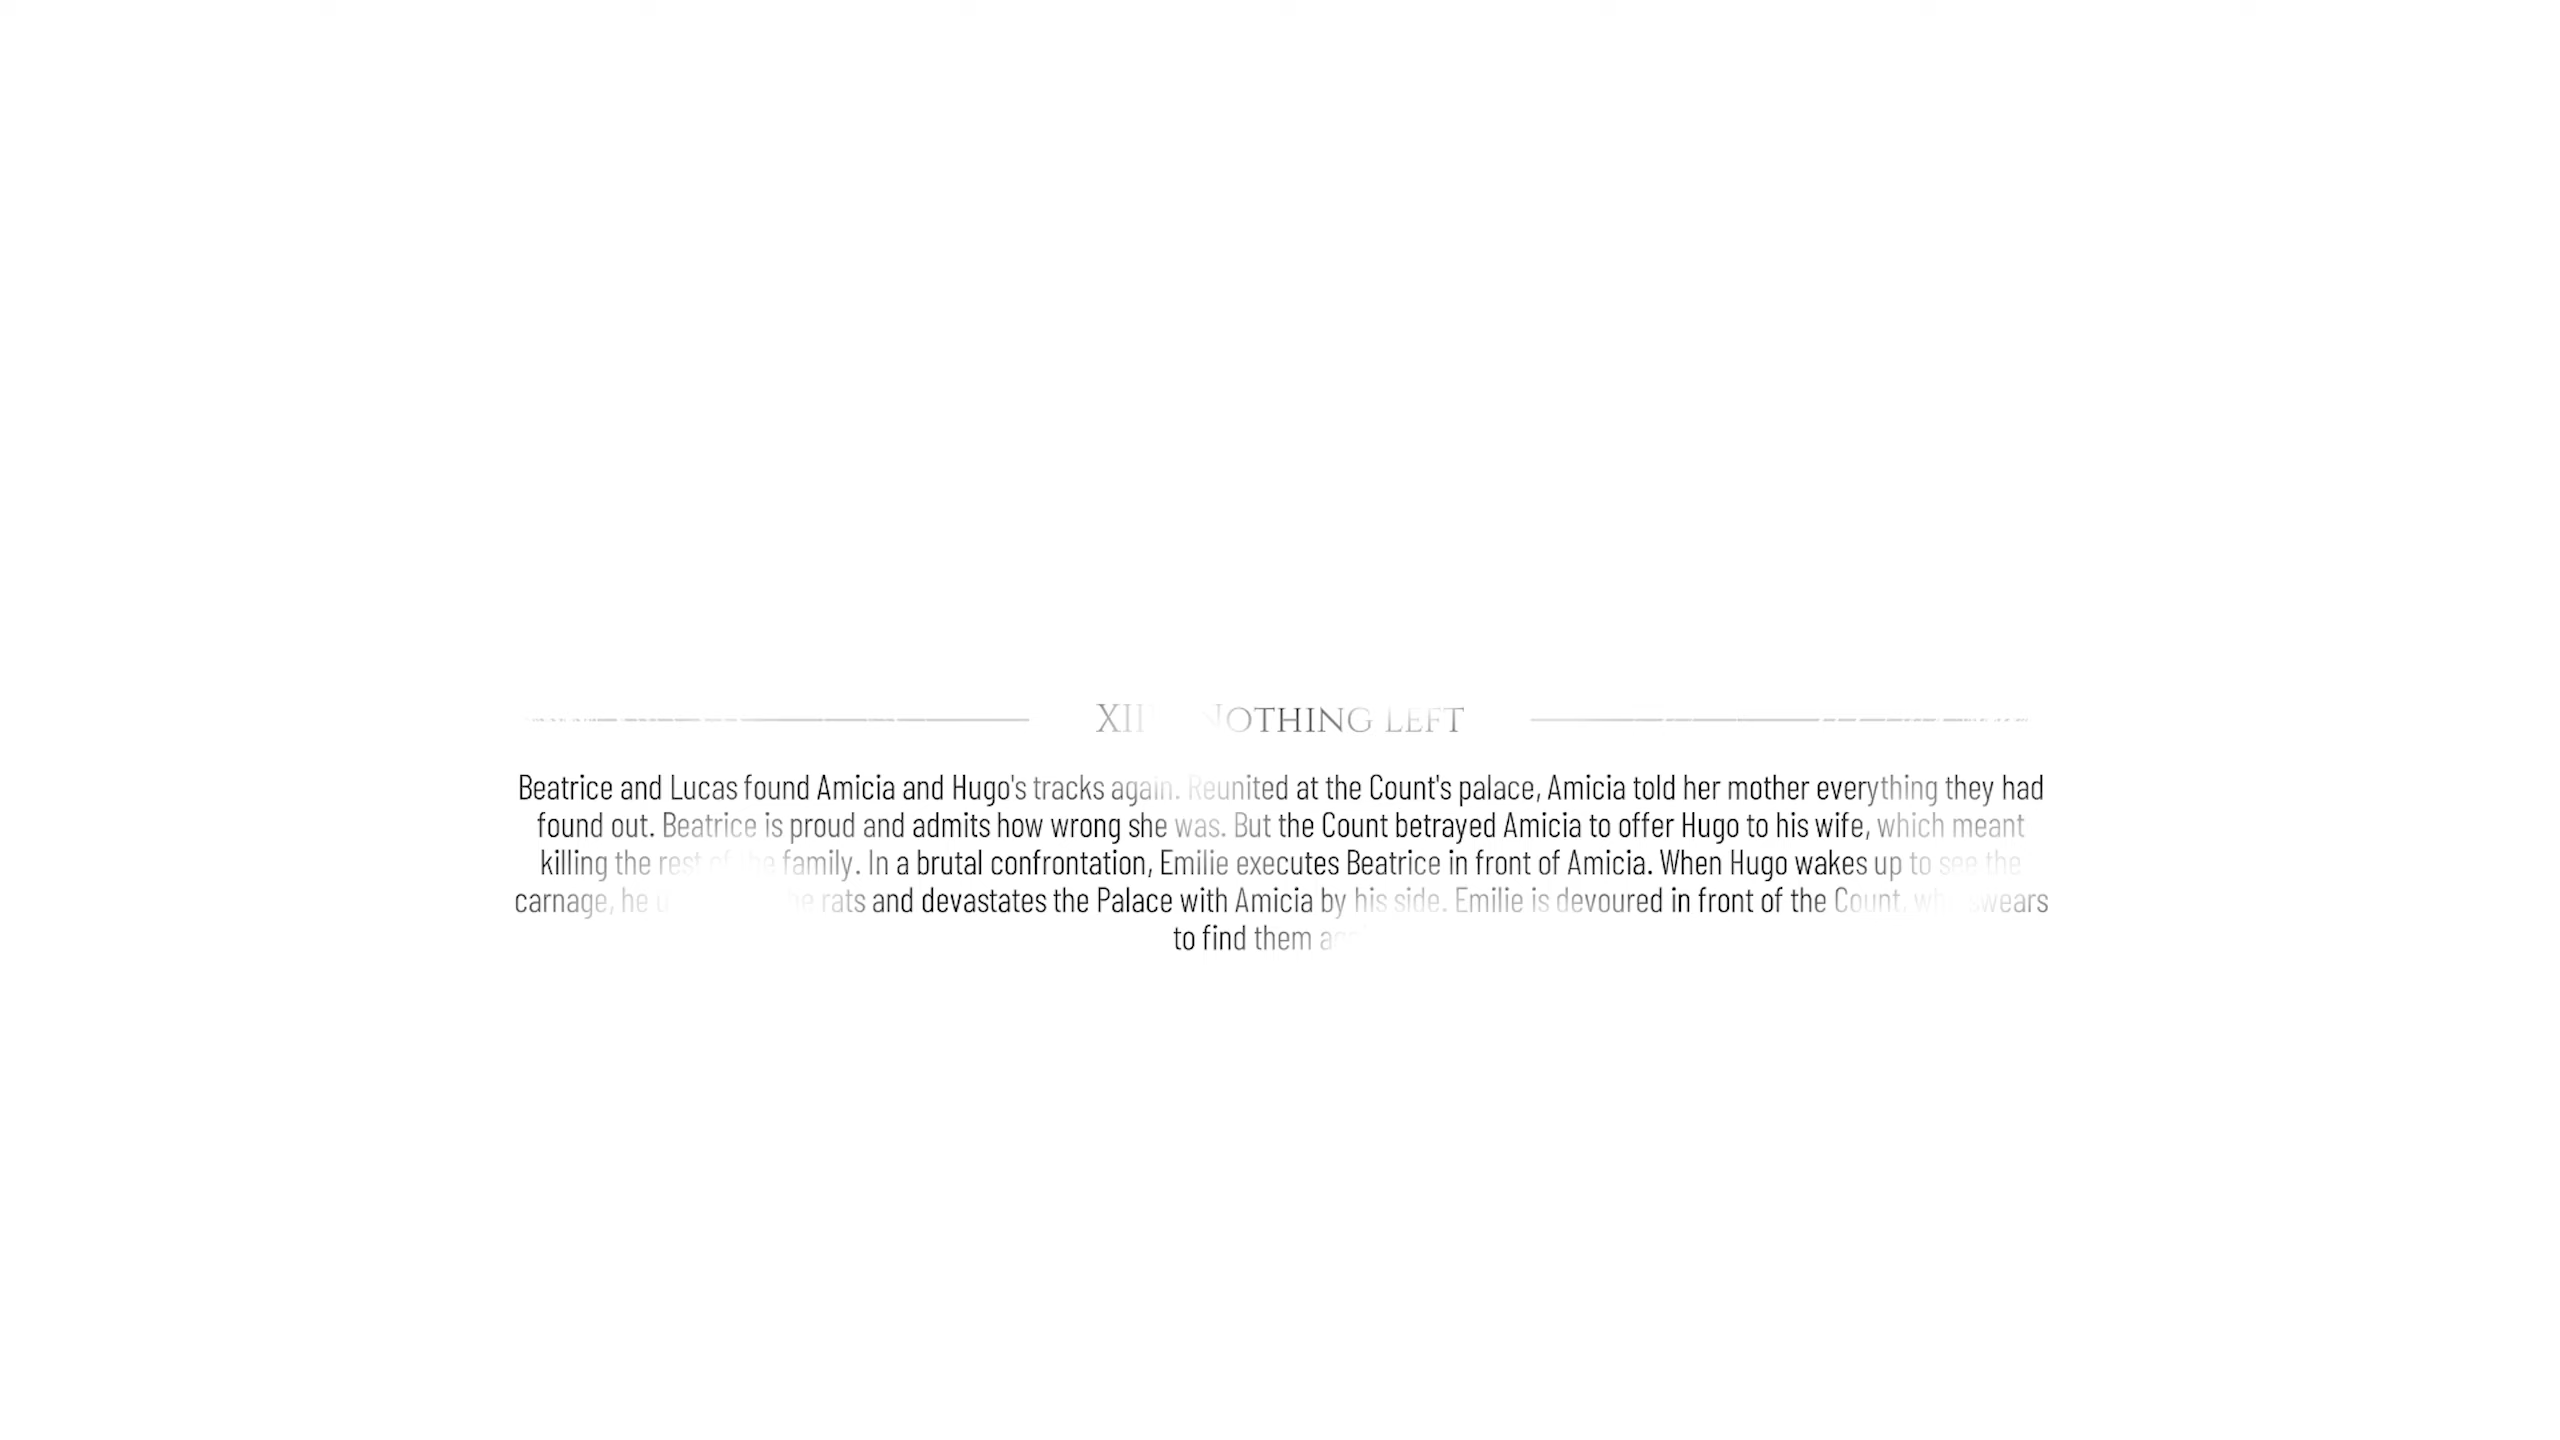 NOTHING LEFT
Beatrice and Lucas found Amicia and Hugo's tracks again. Reunited at the Count's palace, Amicia told her mother everything they had
found out. Beatrice is proud and admits how wrong she was. But the Count betrayed Amicia to offer Hugo to his wife, which meant
killing the rest of the family. In a brutal confrontation, Emilie executes Beatrice in front of Amicia. When Hugo wakes up to see the
carnage, he rats and devastates the Palace with Amicia by his side. Emilie is devoured in front of the Count, who swears
to find them